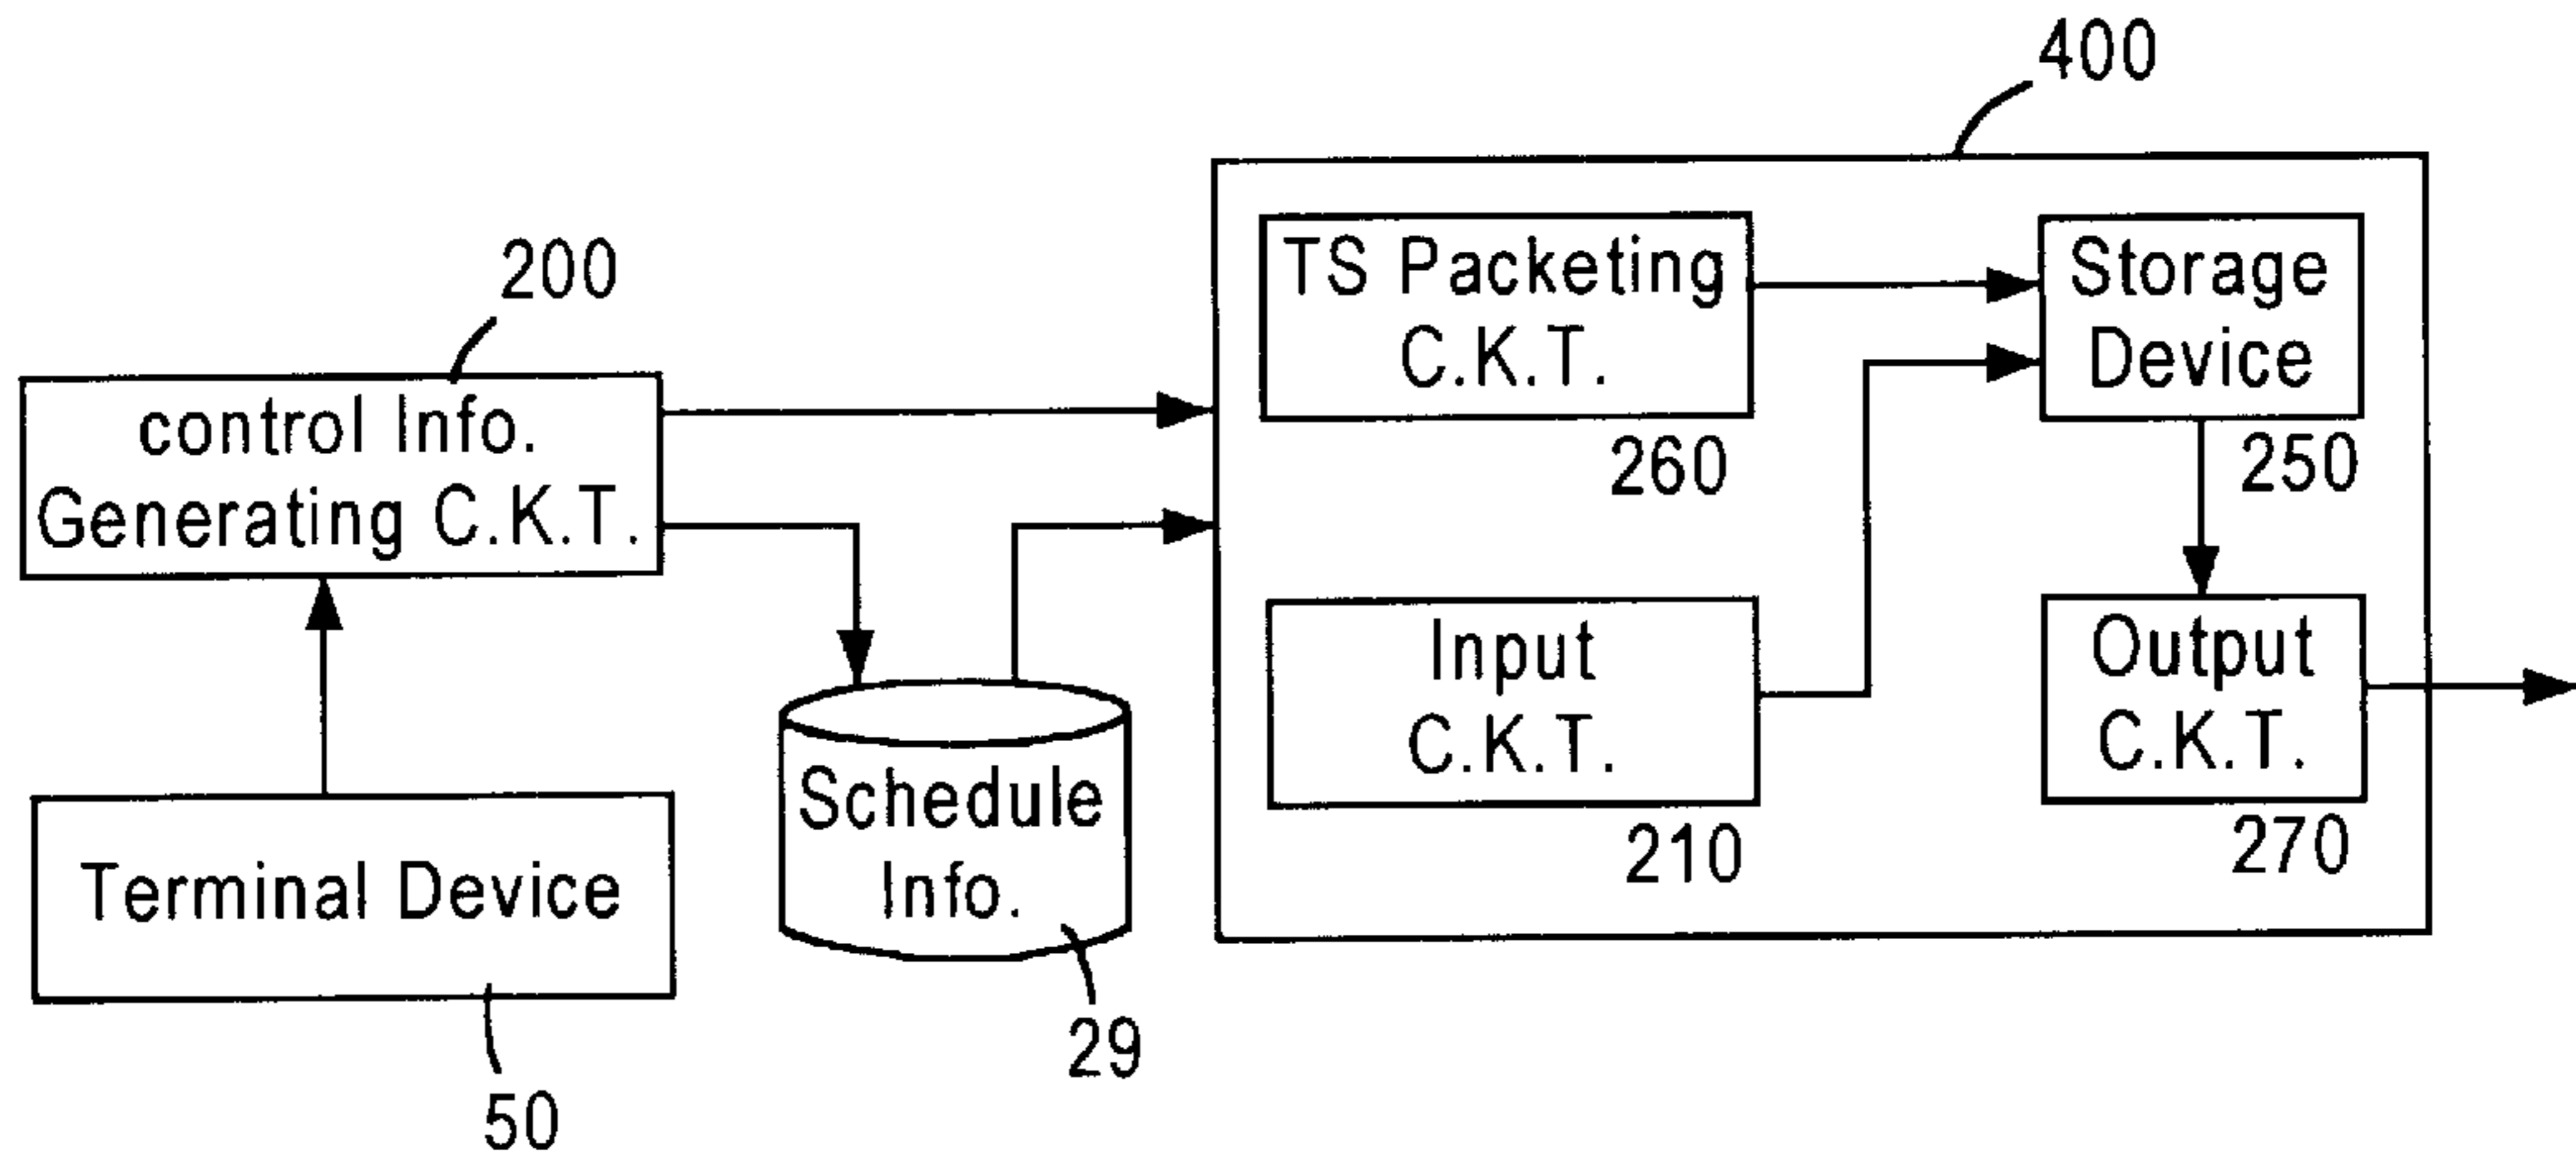 400
TS Packeting
C.K.T.
260
Storage
Device
250
200
control Info.
Generating C.K.T.
Input
C.K.T.
210
Output
C.K.T.
270
Terminal Device
50
Schedule
Info.
29